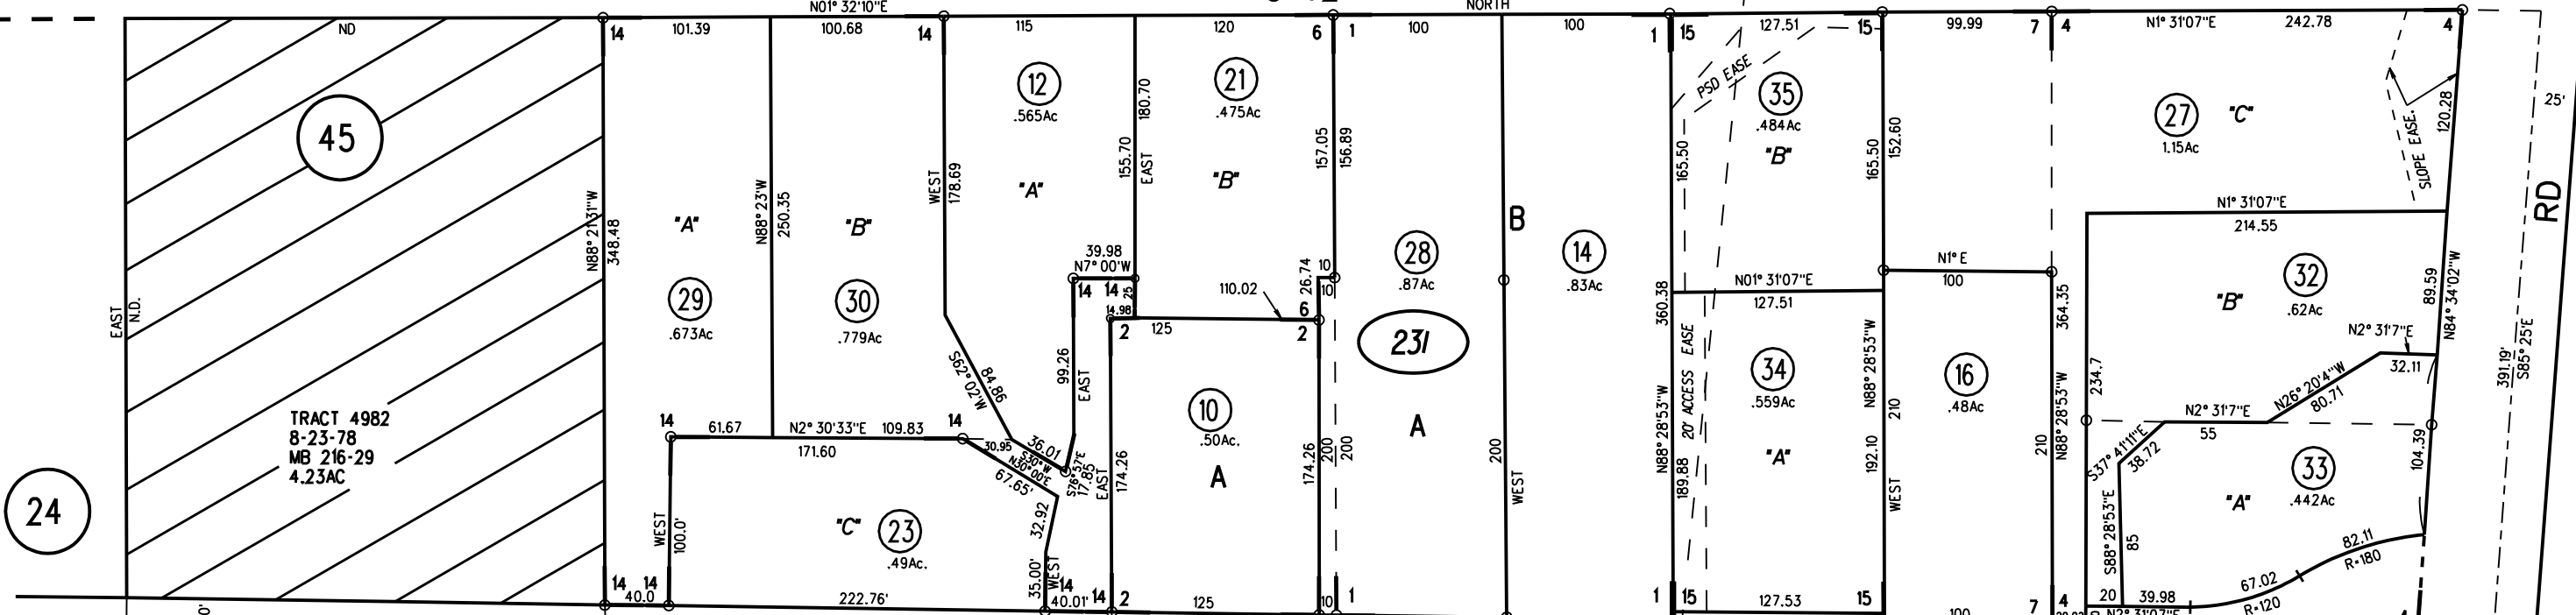 N01° 32'10"E
NORTH
ND
14
101.39
100.68
14
115
120
6
1
100
100
1
15
127.51
15
99.99
7
4
N1° 31'07"E
242.78
4
45
12
.565Ac
"A"
180.70
155.70
EAST
21
.475Ac
"B"
157.05
156.89
PSD EASE
35
.484Ac
"B"
165.50
165.50
152.60
27
"C"
1.15Ac
SLOPE EASE.
120.28
25'
RD
N88° 21'31"W
348.48
"A"
29
.673Ac
N88° 23'W
250.35
"B"
30
.779Ac
WEST
178.69
39.98
N7° 00'W
14
14
25
14.98
2
125
110.02
26.74
10
10
6
2
28
.87Ac
B
14
.83Ac
231
A
N01° 31'07"E
127.51
360.38
N1° E
100
364.35
N1° 31'07"E
214.55
32
"B"
.62Ac
89.59
N84° 34'02"W
N2° 31'7"E
32.11
391.19'
S85° 25'E
EAST
N.D.
TRACT 4982
8-23-78
MB 216-29
4.23AC
24
S62° 02'W
84.86
99.26
EAST
10
.50Ac.
A
174.26
EAST
174.26
200
200
200
WEST
N88° 28'53"W
189.88
20' ACCESS EASE
34
.559Ac
"A"
N88° 28'53"W
210
192.10
WEST
16
.48Ac
210
N88° 28'53"W
234.7
N26° 20'4"W
80.71
N2° 31'7"E
55
S37° 41'11"E
38.72
33
.442Ac
"A"
104.39
14
61.67
N2° 30'33"E
109.83
14
171.60
30.95
36.01
S30° W
N30° 00'E
67.65'
S76° 57'E
17.85
32.92
WEST
100.0'
"C"
23
.49Ac.
35.00'
WEST
S88° 28'53"E
85
82.11
R=180
67.02
R=120
14
14
40.0
222.76'
14
40.01'
14
2
125
10
1
1
15
127.53
15
100
7
4
20
39.98
N2° 31'07"E